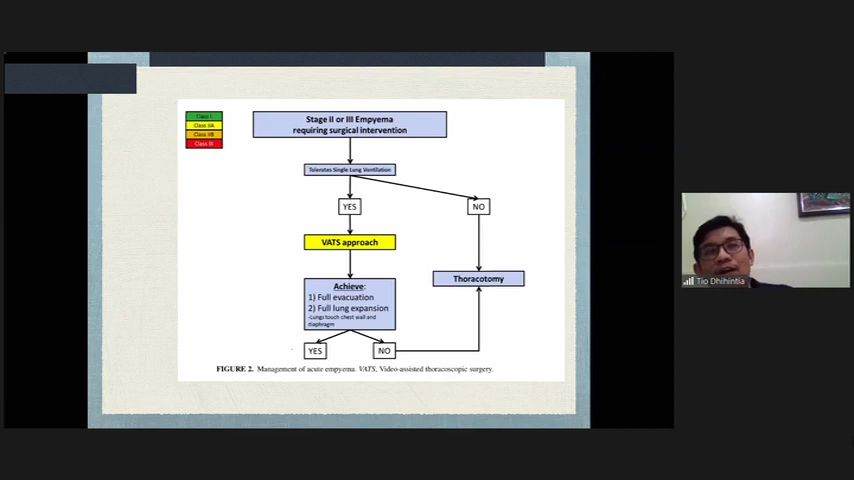 Class I
Class IIA
Class IIB
Class III
Stage II or III Empyema
requiring surgical intervention
Tolerates Single Lung Ventilation
YES
NO
VATS approach
Thoracotomy
Achieve:
1) Full evacuation
2) Full lung expansion
-Lungs touch chest wall and
diaphragm
YES
NO
FIGURE 2. Management of acute empyema. VATS, Video-assisted thoracoscopic surgery.
Tio Dhihintia